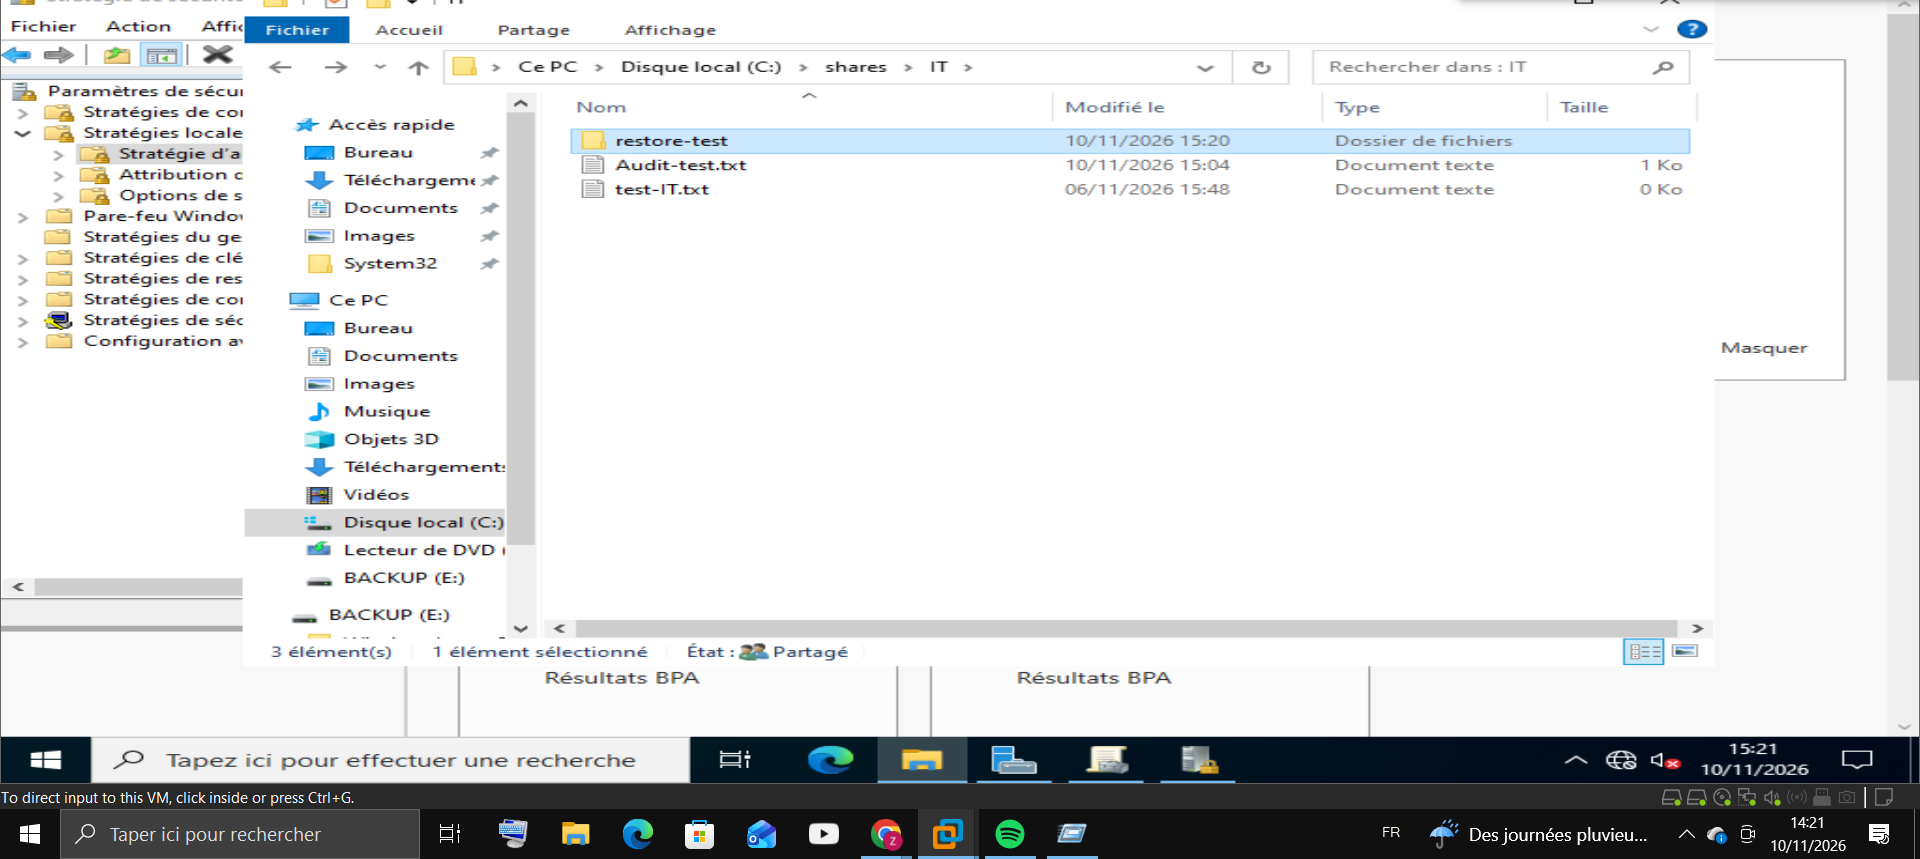 Fichier Action
Paramètres de sécu
Stratégies de co
Stratégies locale
Stratégie d'a
Attribution d
Options de s
Pare-feu Window
Stratégies du ge
Stratégies de clé
Stratégies de res
Stratégies de co
Stratégies de séc
Configuration a
Fichier Accueil Partage Affichage
Ce PC > Disque local (C:) > shares > IT >
Rechercher dans : IT
Accès rapide
Bureau
Téléchargeme
Documents
Images
System32
Ce PC
Bureau
Documents
Images
Musique
Objets 3D
Téléchargements
Vidéos
Disque local (C:)
Lecteur de DVD (
BACKUP (E:)
BACKUP (E:)
Nom Modifié le Type Taille
restore-test 10/11/2026 15:20 Dossier de fichiers
Audit-test.txt 10/11/2026 15:04 Document texte 1 Ko
test-IT.txt 06/11/2026 15:48 Document texte 0 Ko
3 élément(s) 1 élément sélectionné État : Partagé
Masquer
Résultats BPA Résultats BPA
Tapez ici pour effectuer une recherche
15:21
10/11/2026
To direct input to this VM, click inside or press Ctrl+G.
Taper ici pour rechercher
FR
Des journées pluvieu...
14:21
10/11/2026